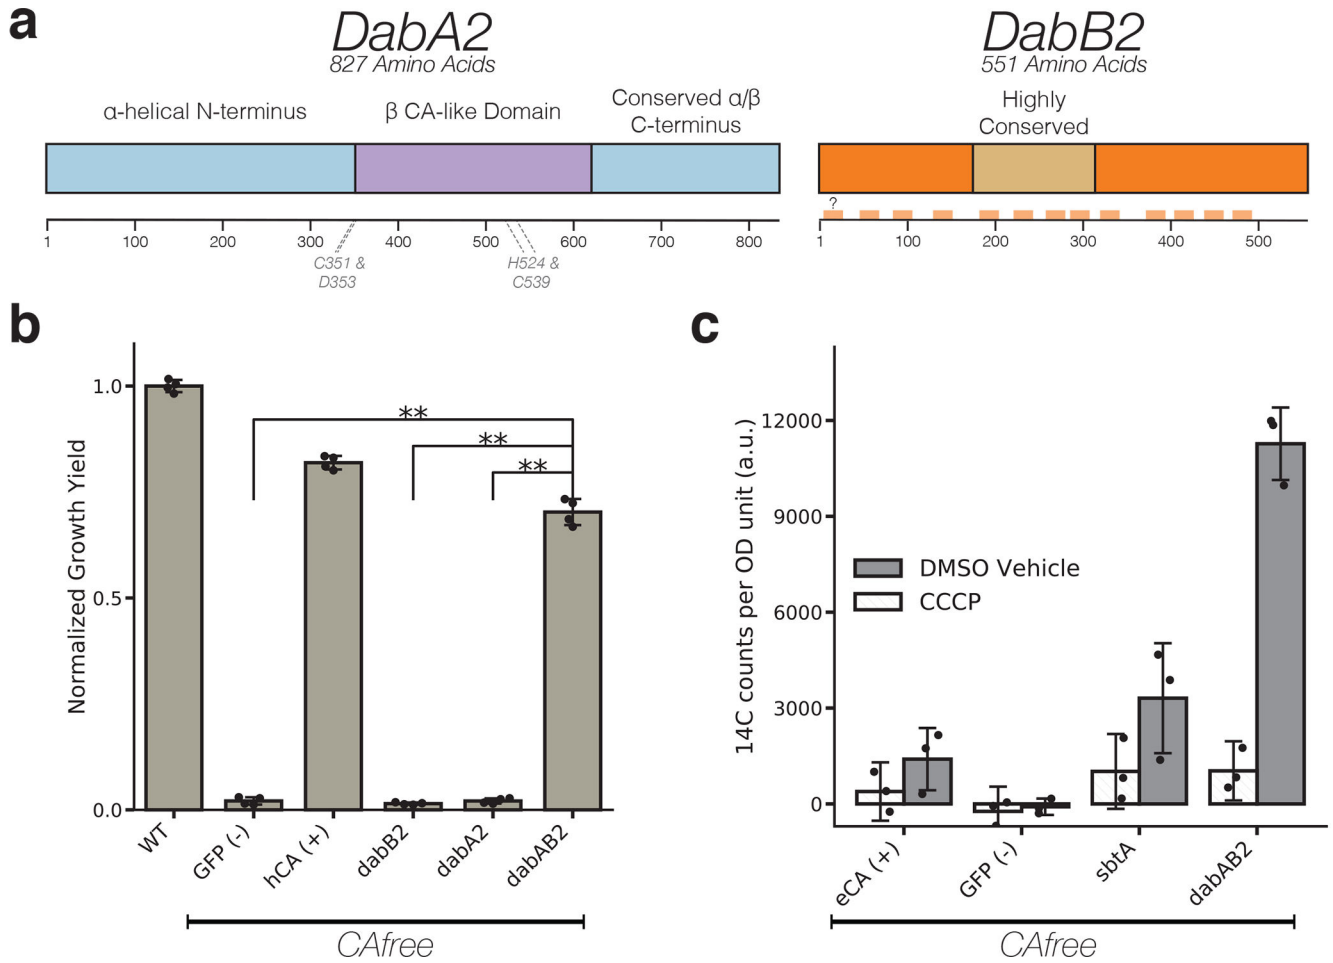 a
DabA2
827 Amino Acids
α-helical N-terminus
β CA-like Domain
Conserved α/β
C-terminus
1 100 200 300 400 500 600 700 800
C351 &
D353
H524 &
C539
DabB2
551 Amino Acids
Highly
Conserved
?
1 100 200 300 400 500
b
Normalized Growth Yield
1.0
0.5
0.0
**
**
**
WT
GFP (-)
hCA (+)
dabB2
dabA2
dabAB2
CAfree
c
14C counts per OD unit (a.u.)
12000
9000
6000
3000
0
DMSO Vehicle
CCCP
eCA (+)
GFP (-)
sbtA
dabAB2
CAfree